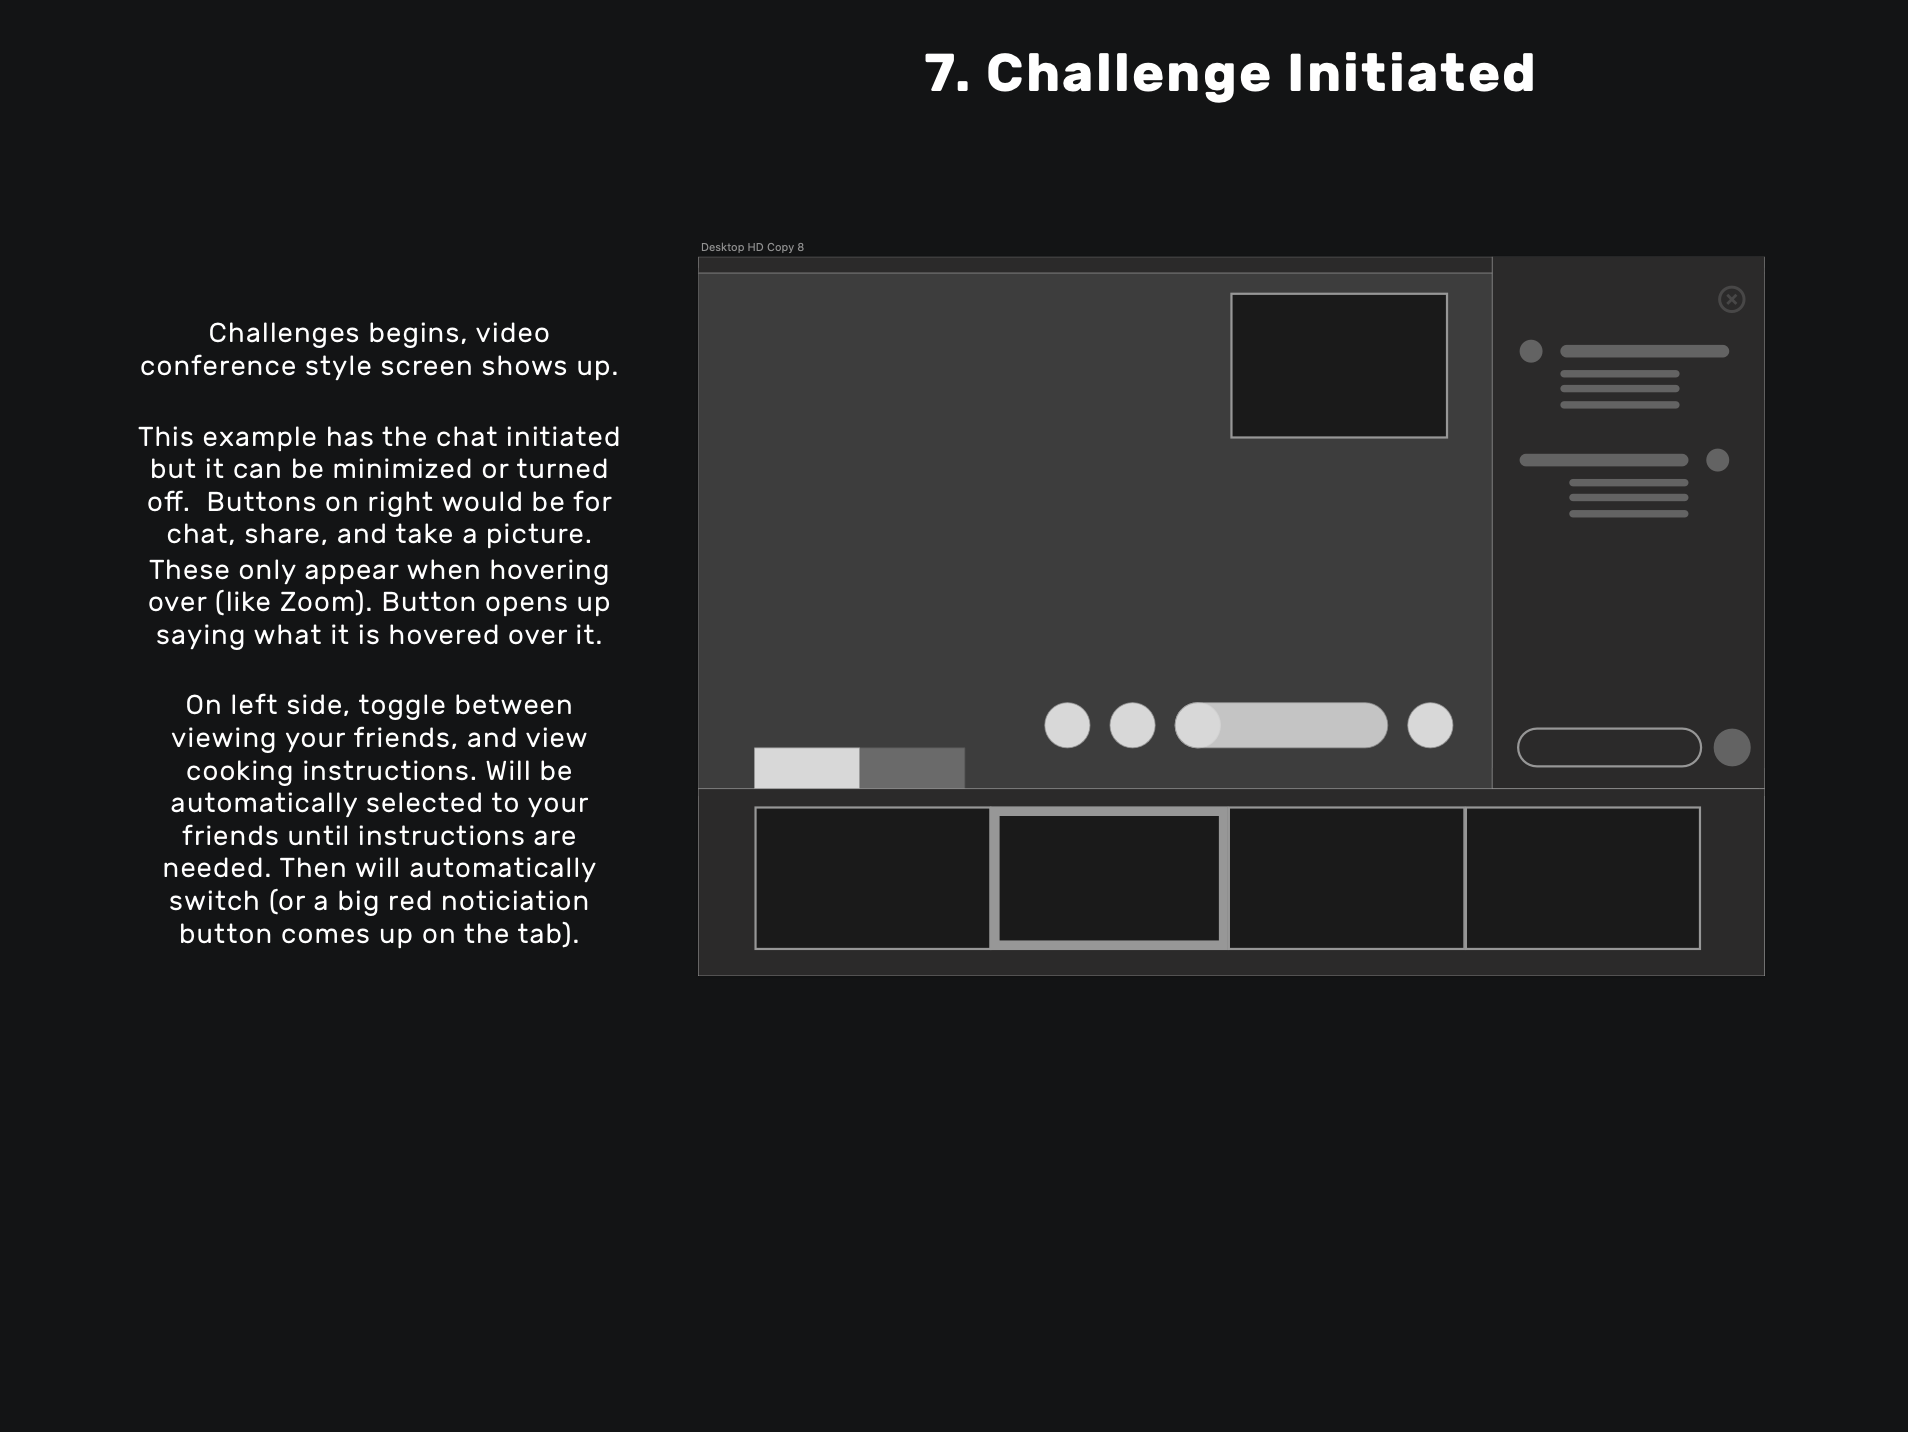 7. Challenge Initiated
Desktop HD Copy 8
Challenges begins, video
conference style screen shows up.
This example has the chat initiated
but it can be minimized or turned
off.  Buttons on right would be for
chat, share, and take a picture.
These only appear when hovering
over (like Zoom). Button opens up
saying what it is hovered over it.
On left side, toggle between
viewing your friends, and view
cooking instructions. Will be
automatically selected to your
friends until instructions are
needed. Then will automatically
switch (or a big red noticiation
button comes up on the tab).